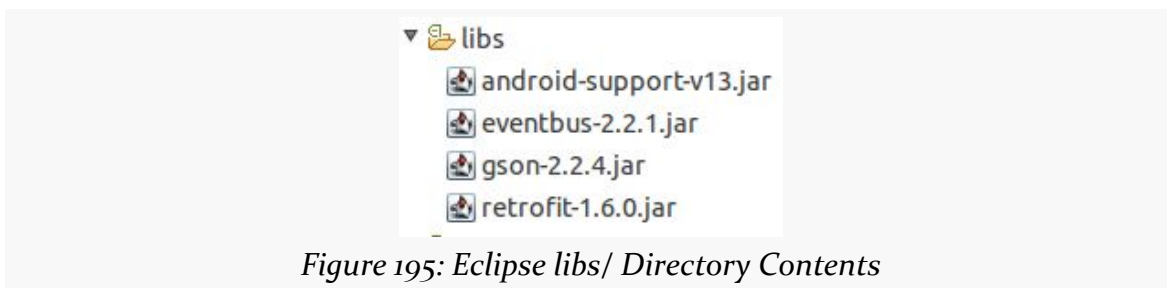 libs
android-support-v13.jar
eventbus-2.2.1.jar
gson-2.2.4.jar
retrofit-1.6.0.jar
Figure 195: Eclipse libs/ Directory Contents